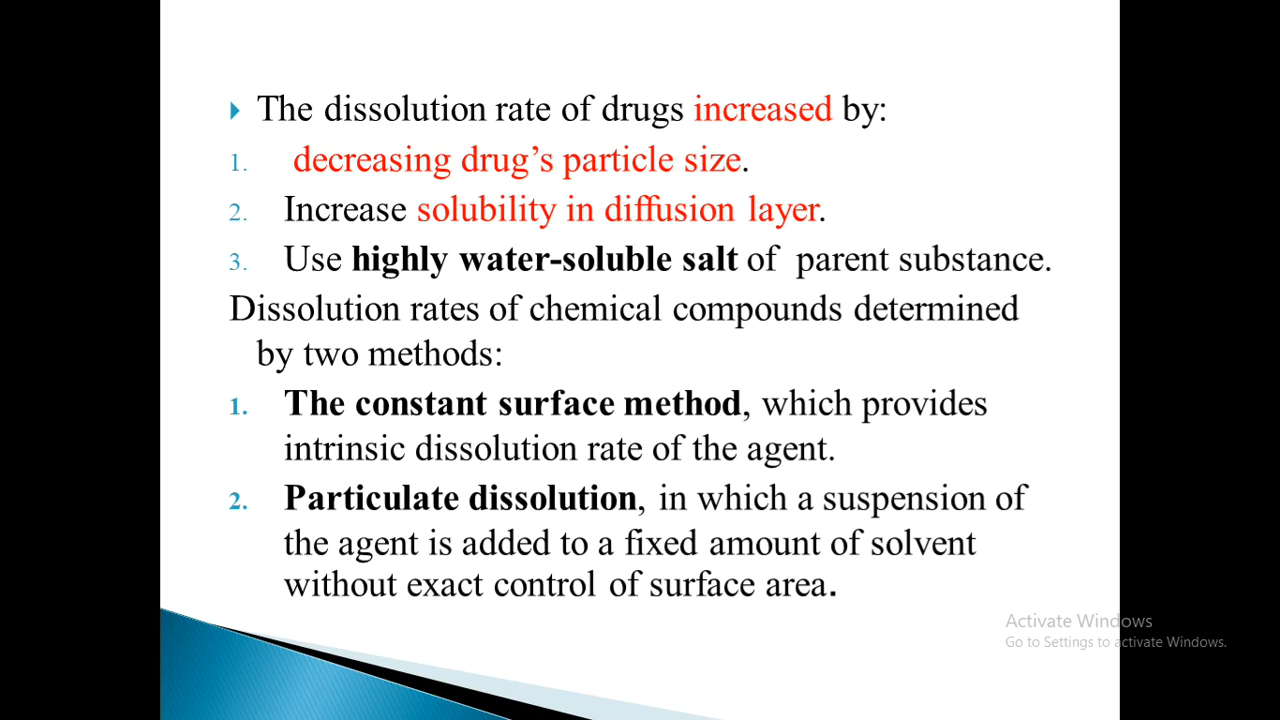 The dissolution rate of drugs increased by:
1. decreasing drug’s particle size.
2. Increase solubility in diffusion layer.
3. Use highly water-soluble salt of parent substance.
Dissolution rates of chemical compounds determined
by two methods:
1. The constant surface method, which provides
intrinsic dissolution rate of the agent.
2. Particulate dissolution, in which a suspension of
the agent is added to a fixed amount of solvent
without exact control of surface area.
Activate Windows
Go to Settings to activate Windows.